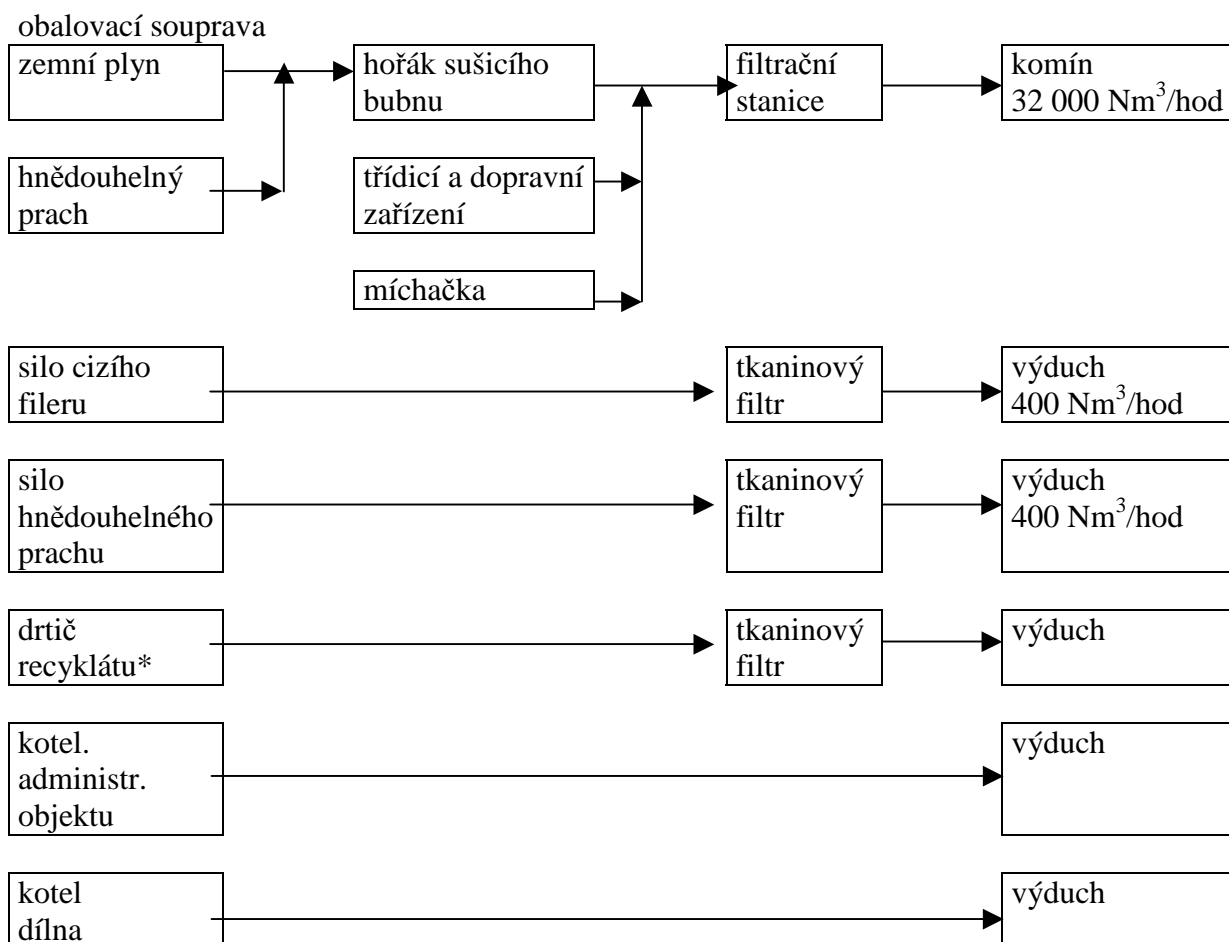 obalovací souprava
zemní plyn
hořák sušicího
bubnu
filtrační
stanice
komín
32 000 Nm³/hod
hnědouhelný
prach
třídicí a dopravní
zařízení
míchačka
silo cizího
fileru
tkaninový
filtr
výduch
400 Nm³/hod
silo
hnědouhelného
prachu
tkaninový
filtr
výduch
400 Nm³/hod
drtič
recyklátu*
tkaninový
filtr
výduch
kotel.
administr.
objektu
výduch
kotel
dílna
výduch